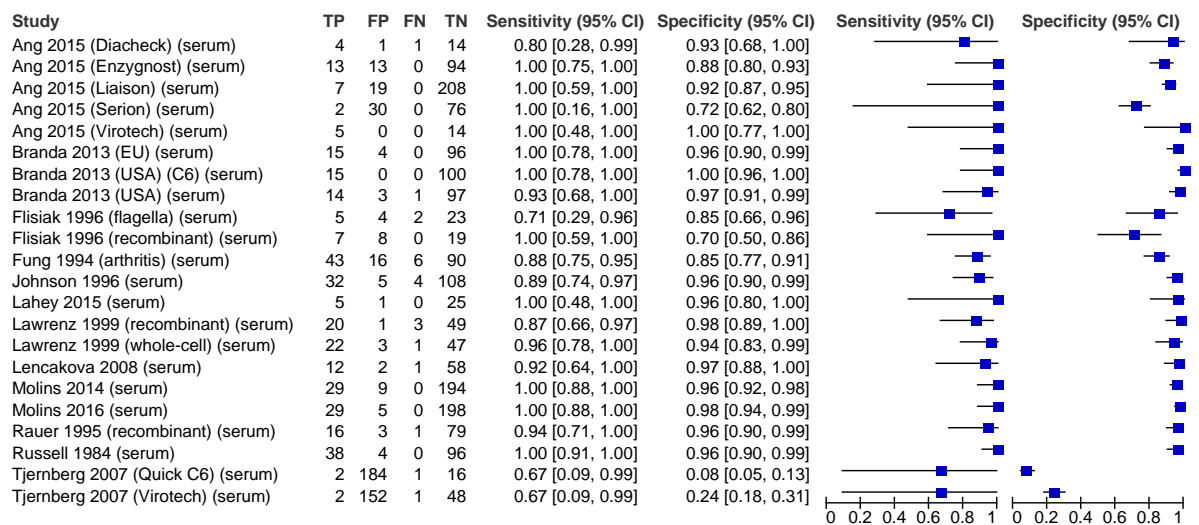 Study TP FP FN TN Sensitivity (95% CI) Specificity (95% CI) Sensitivity (95% CI) Specificity (95% CI)
Ang 2015 (Diacheck) (serum) 4 1 1 14 0.80 [0.28, 0.99] 0.93 [0.68, 1.00]
Ang 2015 (Enzygnost) (serum) 13 13 0 94 1.00 [0.75, 1.00] 0.88 [0.80, 0.93]
Ang 2015 (Liaison) (serum) 7 19 0 208 1.00 [0.59, 1.00] 0.92 [0.87, 0.95]
Ang 2015 (Serion) (serum) 2 30 0 76 1.00 [0.16, 1.00] 0.72 [0.62, 0.80]
Ang 2015 (Virotech) (serum) 5 0 0 14 1.00 [0.48, 1.00] 1.00 [0.77, 1.00]
Branda 2013 (EU) (serum) 15 4 0 96 1.00 [0.78, 1.00] 0.96 [0.90, 0.99]
Branda 2013 (USA) (C6) (serum) 15 0 0 100 1.00 [0.78, 1.00] 1.00 [0.96, 1.00]
Branda 2013 (USA) (serum) 14 3 1 97 0.93 [0.68, 1.00] 0.97 [0.91, 0.99]
Flisiak 1996 (flagella) (serum) 5 4 2 23 0.71 [0.29, 0.96] 0.85 [0.66, 0.96]
Flisiak 1996 (recombinant) (serum) 7 8 0 19 1.00 [0.59, 1.00] 0.70 [0.50, 0.86]
Fung 1994 (arthritis) (serum) 43 16 6 90 0.88 [0.75, 0.95] 0.85 [0.77, 0.91]
Johnson 1996 (serum) 32 5 4 108 0.89 [0.74, 0.97] 0.96 [0.90, 0.99]
Lahey 2015 (serum) 5 1 0 25 1.00 [0.48, 1.00] 0.96 [0.80, 1.00]
Lawrenz 1999 (recombinant) (serum) 20 1 3 49 0.87 [0.66, 0.97] 0.98 [0.89, 1.00]
Lawrenz 1999 (whole-cell) (serum) 22 3 1 47 0.96 [0.78, 1.00] 0.94 [0.83, 0.99]
Lencakova 2008 (serum) 12 2 1 58 0.92 [0.64, 1.00] 0.97 [0.88, 1.00]
Molins 2014 (serum) 29 9 0 194 1.00 [0.88, 1.00] 0.96 [0.92, 0.98]
Molins 2016 (serum) 29 5 0 198 1.00 [0.88, 1.00] 0.98 [0.94, 0.99]
Rauer 1995 (recombinant) (serum) 16 3 1 79 0.94 [0.71, 1.00] 0.96 [0.90, 0.99]
Russell 1984 (serum) 38 4 0 96 1.00 [0.91, 1.00] 0.96 [0.90, 0.99]
Tjernberg 2007 (Quick C6) (serum) 2 184 1 16 0.67 [0.09, 0.99] 0.08 [0.05, 0.13]
Tjernberg 2007 (Virotech) (serum) 2 152 1 48 0.67 [0.09, 0.99] 0.24 [0.18, 0.31]
0 0.2 0.4 0.6 0.8 1 0 0.2 0.4 0.6 0.8 1